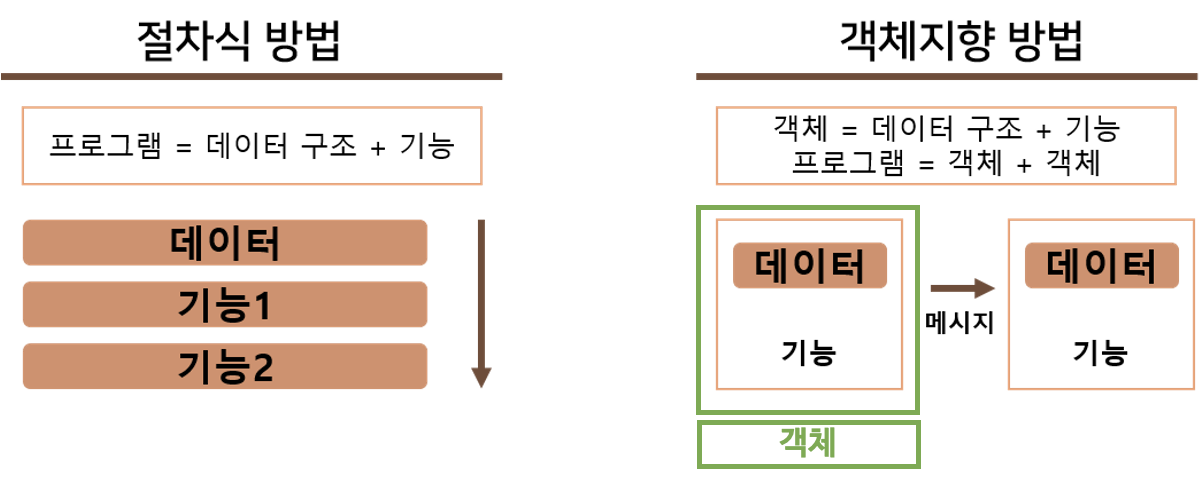 절차식 방법
프로그램 = 데이터 구조 + 기능
데이터
기능1
기능2
객체지향 방법
객체 = 데이터 구조 + 기능
프로그램 = 객체 + 객체
데이터
기능
메시지
데이터
기능
객체